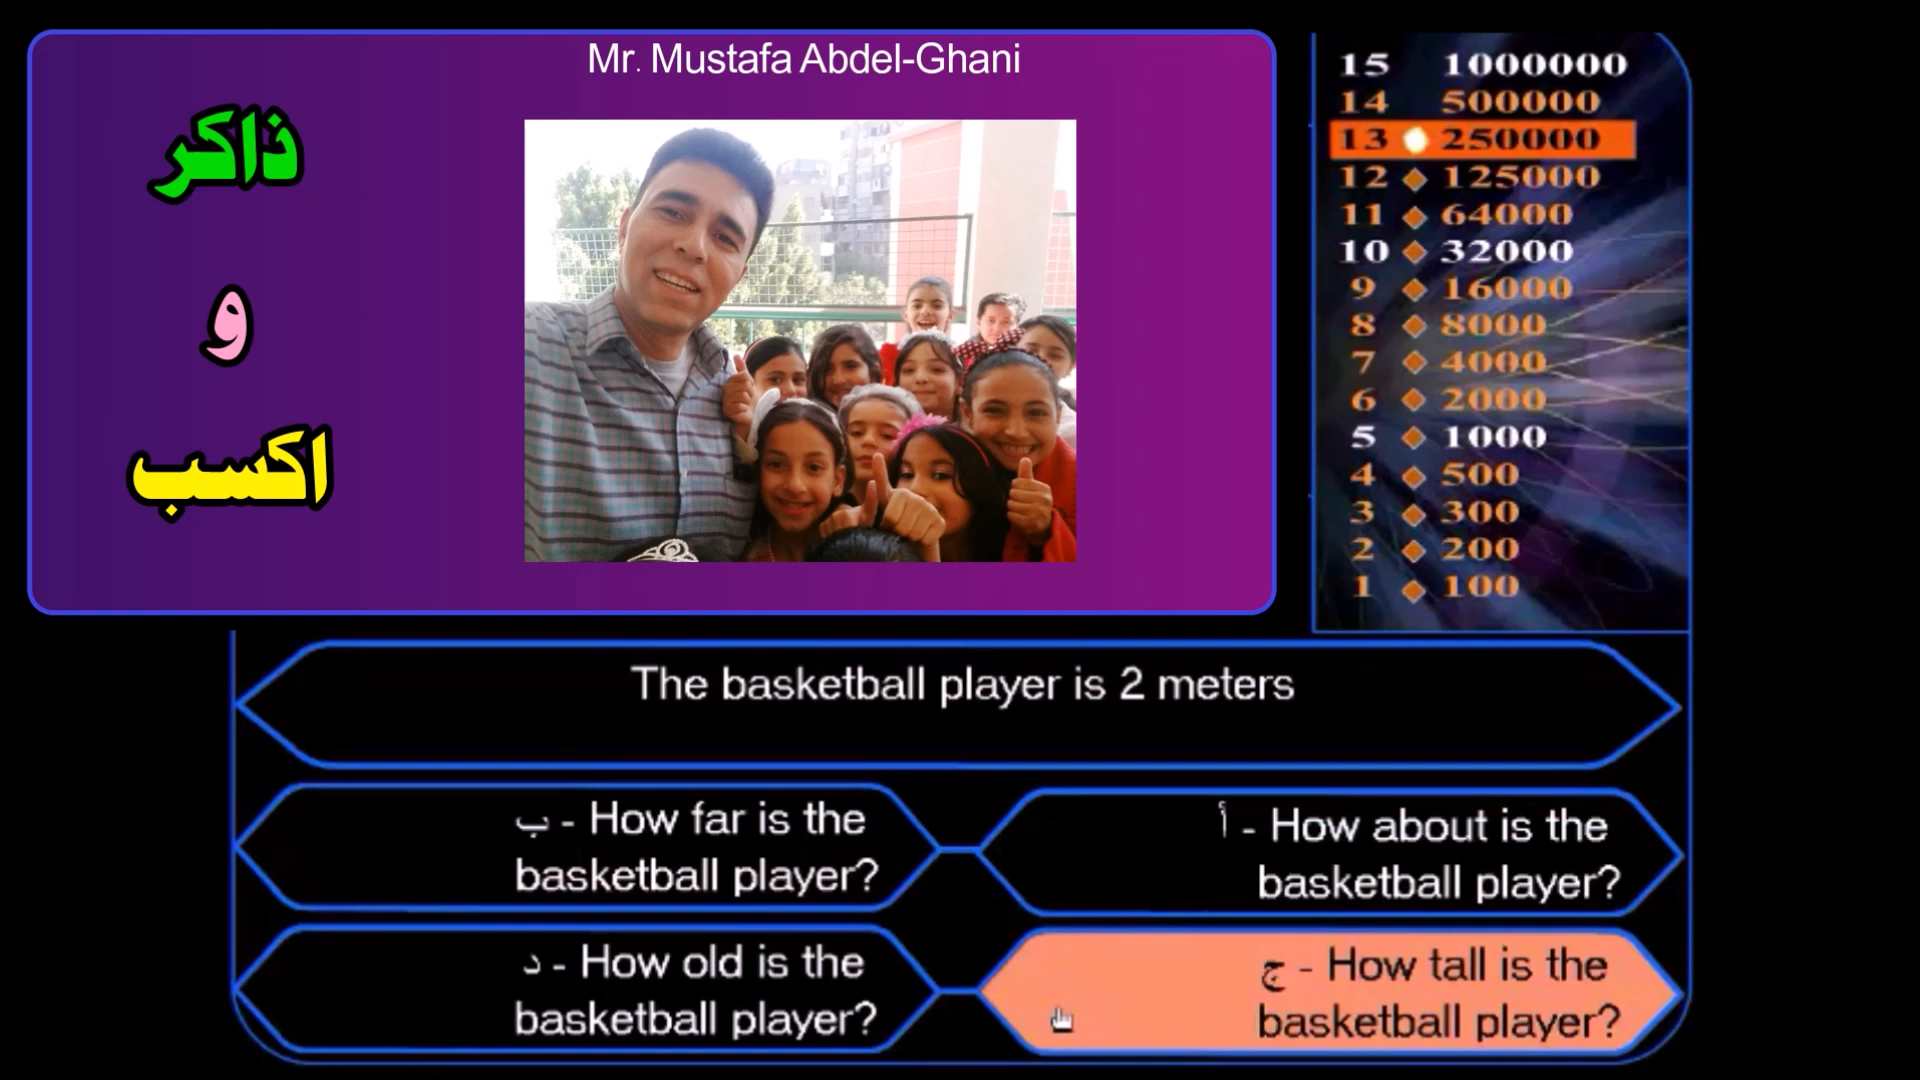 Mr. Mustafa Abdel-Ghani
ذاكر
و
اكسب
15 1000000
14 500000
13 250000
12 125000
11 64000
10 32000
9 16000
8 8000
7 4000
6 2000
5 1000
4 500
3 300
2 200
1 100
The basketball player is 2 meters
أ - How about is the
basketball player?
ب - How far is the
basketball player?
ج - How tall is the
basketball player?
د - How old is the
basketball player?